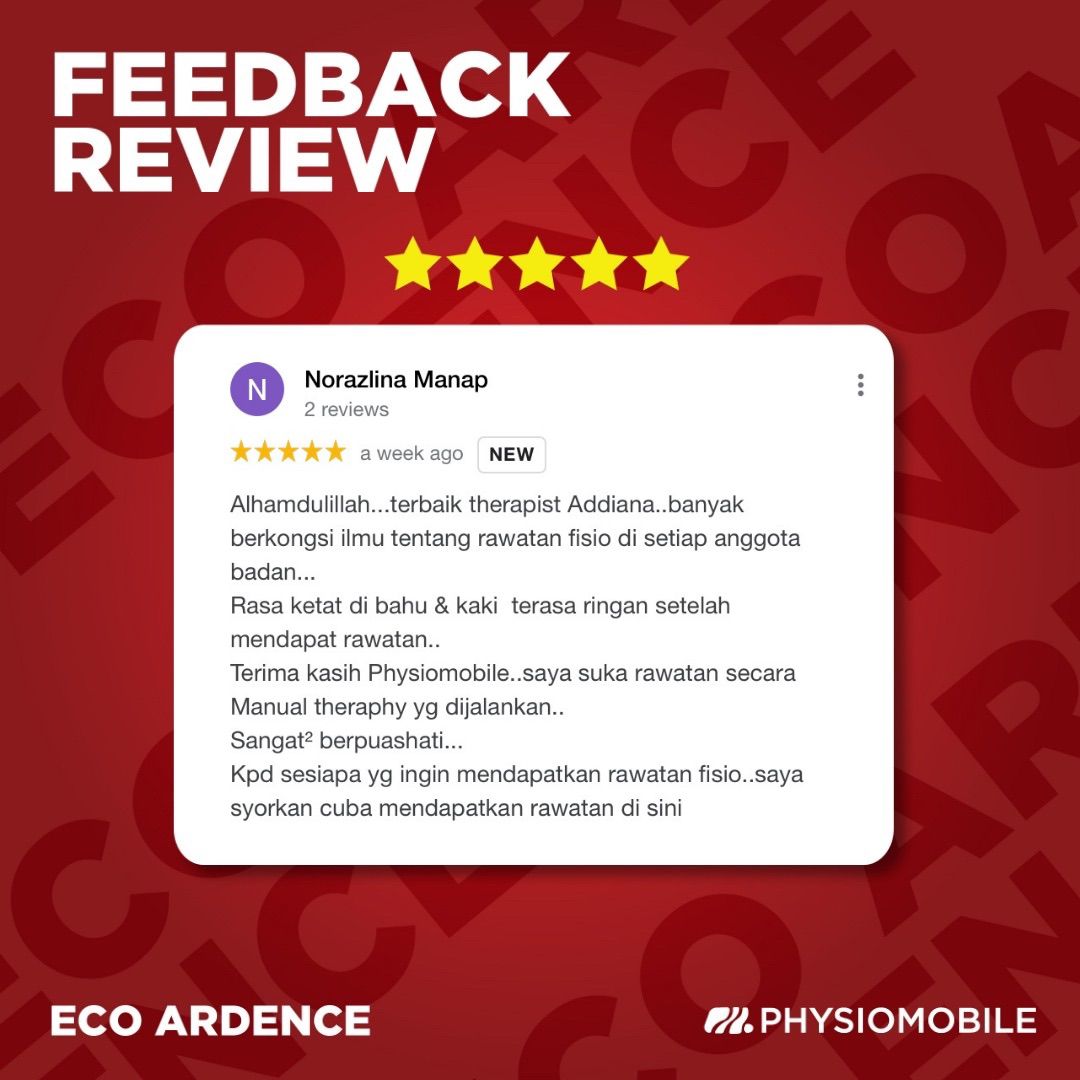 FEEDBACK
REVIEW
N
Norazlina Manap
2 reviews
a week ago NEW
Alhamdulillah...terbaik therapist Addiana..banyak
berkongsi ilmu tentang rawatan fisio di setiap anggota
badan...
Rasa ketat di bahu & kaki  terasa ringan setelah
mendapat rawatan..
Terima kasih Physiomobile..saya suka rawatan secara
Manual theraphy yg dijalankan..
Sangat² berpuashati...
Kpd sesiapa yg ingin mendapatkan rawatan fisio..saya
syorkan cuba mendapatkan rawatan di sini
ECO ARDENCE
PHYSIOMOBILE